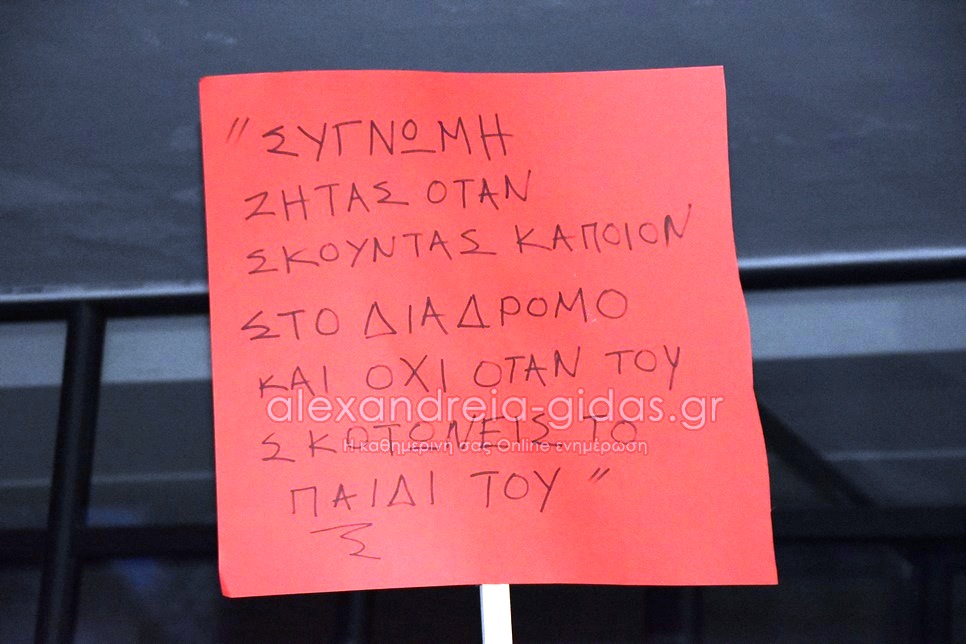 "ΣΥΓΝΩΜΗ
ΖΗΤΑΣ ΟΤΑΝ
ΣΚΟΥΝΤΑΣ ΚΑΠΟΙΟΝ
ΣΤΟ ΔΙΑΔΡΟΜΟ
ΚΑΙ ΟΧΙ ΟΤΑΝ ΤΟΥ
alexandreia-gidas.gr
ΣΚΟΤΩΝΕΙΣ ΤΟ
Η καθημερινή σας Online ενημέρωση
ΠΑΙΔΙ ΤΟΥ"